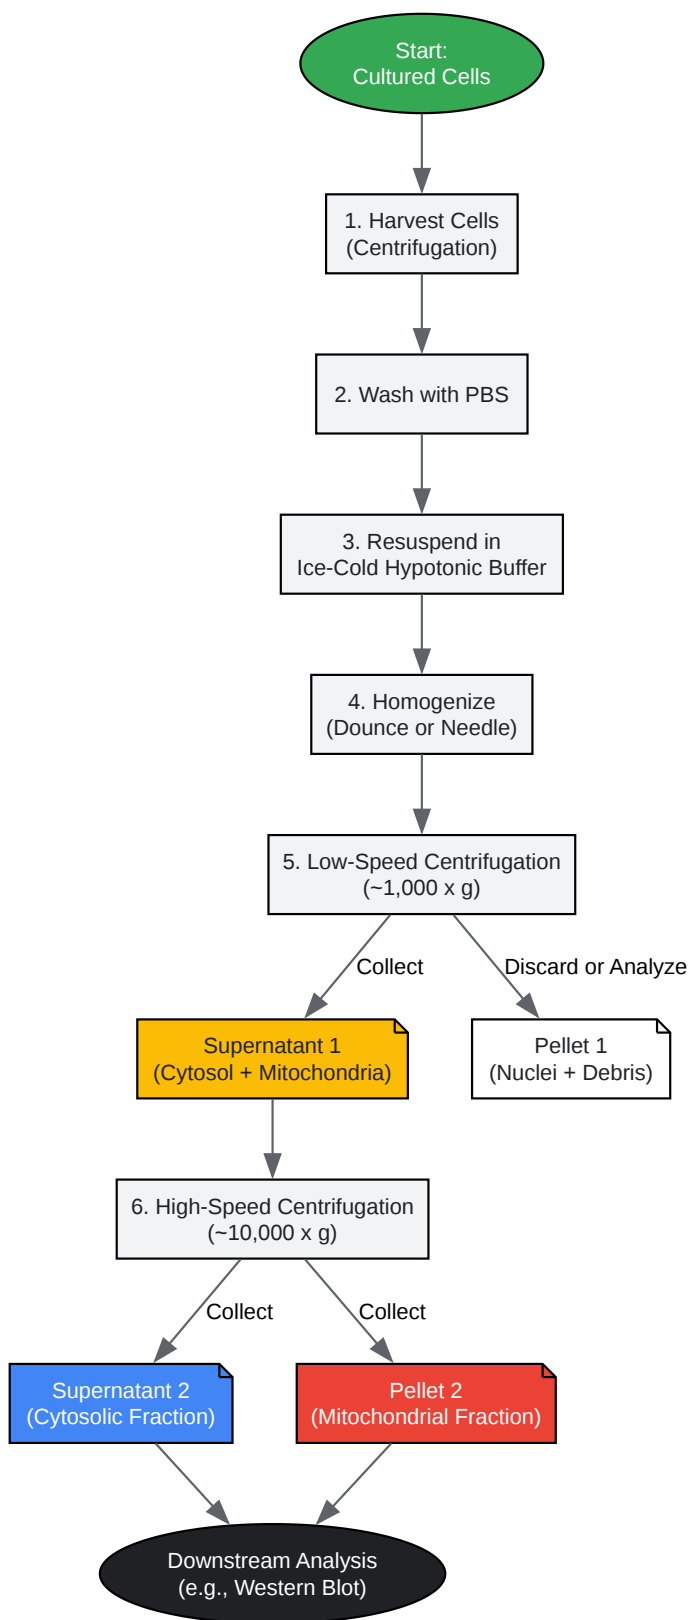 Start:
Cultured Cells
1. Harvest Cells
(Centrifugation)
2. Wash with PBS
3. Resuspend in
Ice-Cold Hypotonic Buffer
4. Homogenize
(Dounce or Needle)
5. Low-Speed Centrifugation
(~1,000 x g)
Collect
Discard or Analyze
Supernatant 1
(Cytosol + Mitochondria)
Pellet 1
(Nuclei + Debris)
6. High-Speed Centrifugation
(~10,000 x g)
Collect
Collect
Supernatant 2
(Cytosolic Fraction)
Pellet 2
(Mitochondrial Fraction)
Downstream Analysis
(e.g., Western Blot)